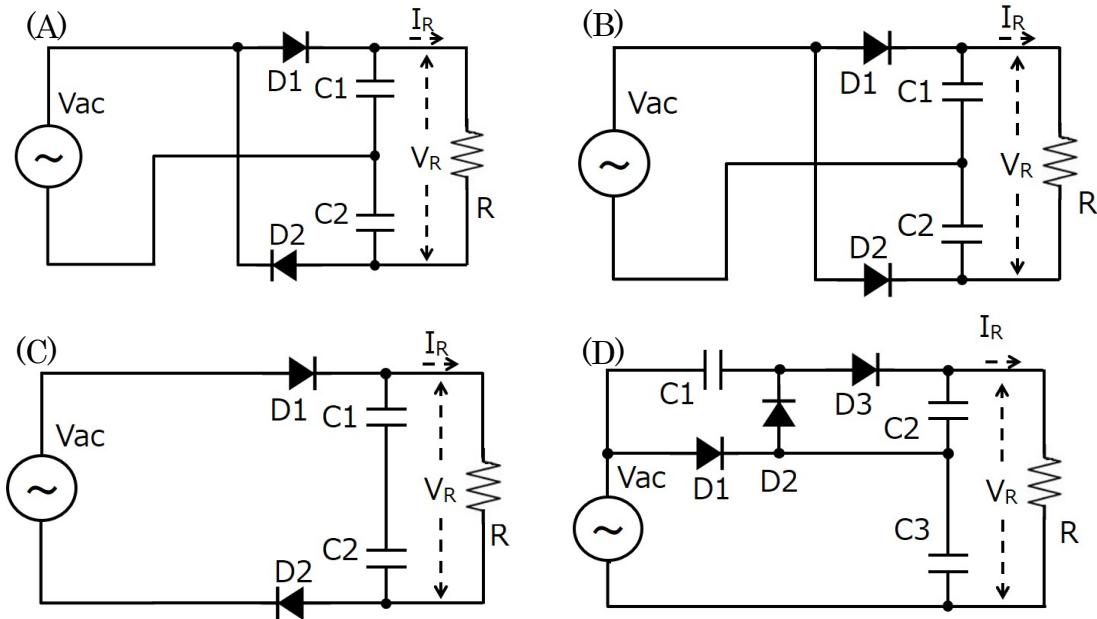 (A)
I_R
D1
C1
Vac
V_R
R
C2
D2
(B)
I_R
D1
C1
Vac
V_R
R
C2
D2
(C)
I_R
D1
C1
Vac
V_R
R
C2
D2
(D)
I_R
C1
D3
C2
Vac
D1
D2
V_R
R
C3